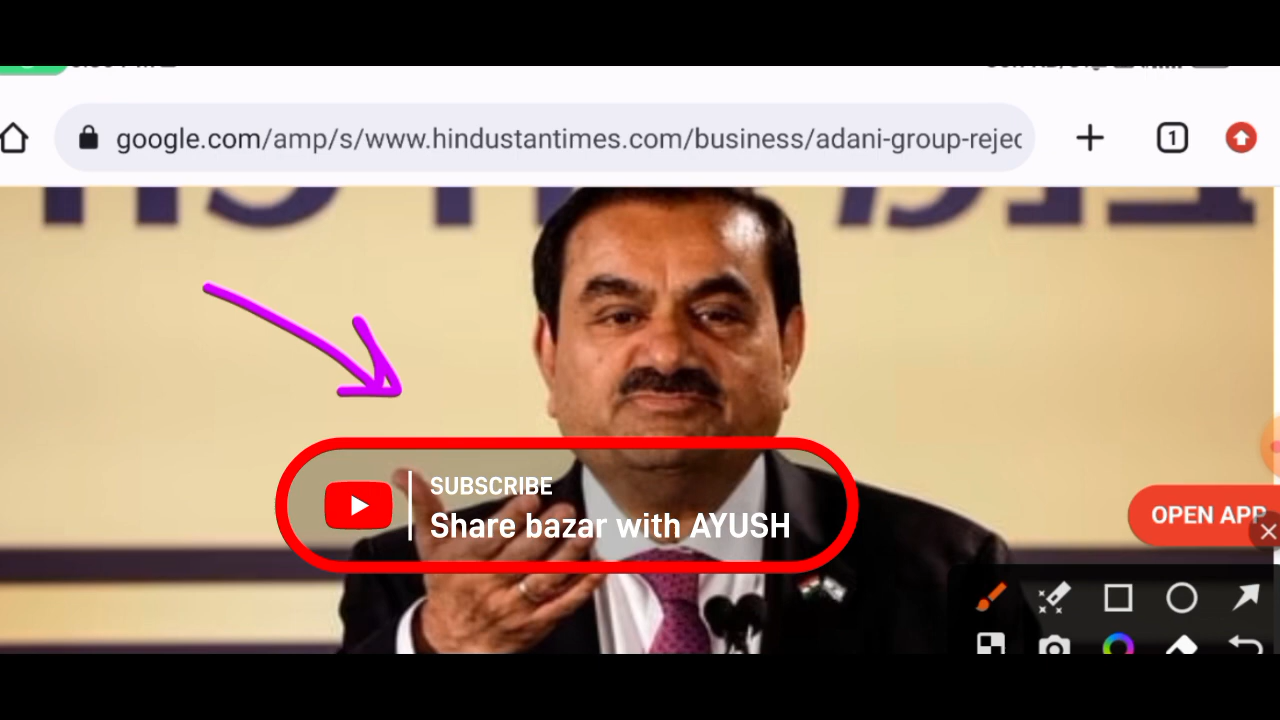 google.com/amp/s/www.hindustantimes.com/business/adani-group-rejec
1
SUBSCRIBE
Share bazar with AYUSH
OPEN APP